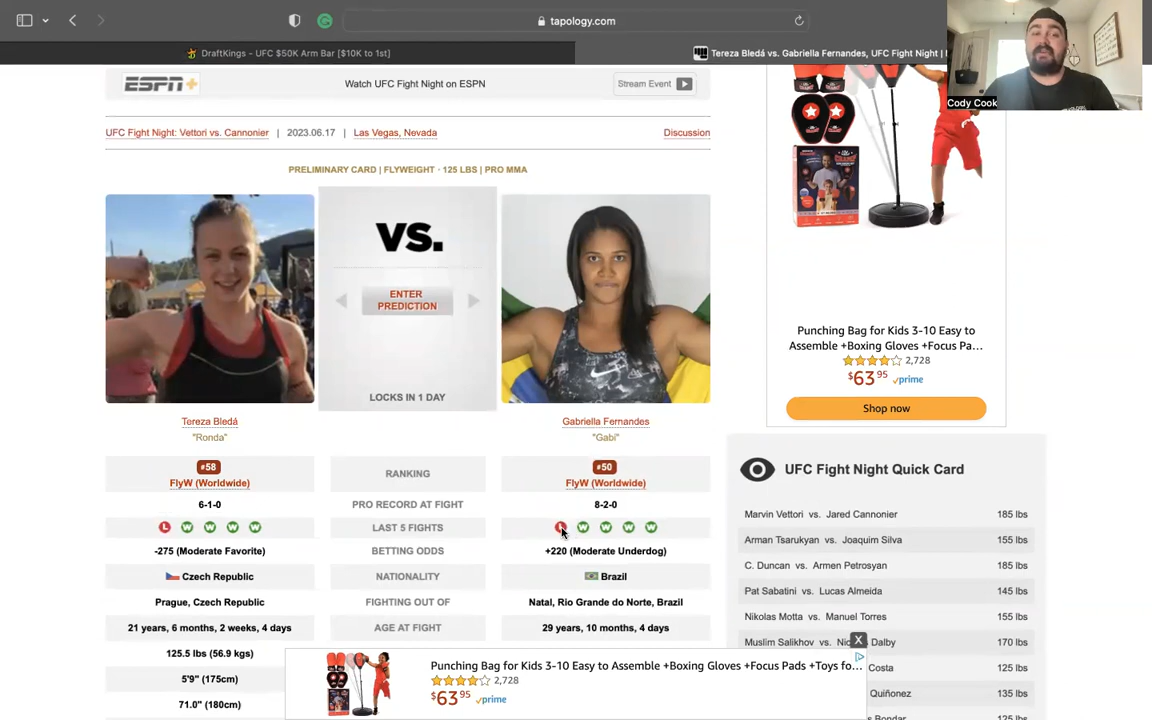 tapology.com
DraftKings - UFC $50K Arm Bar [$10K to 1st]
Tereza Bledá vs. Gabriella Fernandes, UFC Fight Night |
Cody Cook
ESPN+
Watch UFC Fight Night on ESPN
Stream Event
UFC Fight Night: Vettori vs. Cannonier | 2023.06.17 | Las Vegas, Nevada
Discussion
PRELIMINARY CARD | FLYWEIGHT · 125 LBS | PRO MMA
VS.
ENTER
PREDICTION
LOCKS IN 1 DAY
Tereza Bledá
"Ronda"
Gabriella Fernandes
"Gabi"
#58
FlyW (Worldwide)
RANKING
#50
FlyW (Worldwide)
6-1-0 PRO RECORD AT FIGHT 8-2-0
L W W W W LAST 5 FIGHTS L W W W W
-275 (Moderate Favorite) BETTING ODDS +220 (Moderate Underdog)
Czech Republic NATIONALITY Brazil
Prague, Czech Republic FIGHTING OUT OF Natal, Rio Grande do Norte, Brazil
21 years, 6 months, 2 weeks, 4 days AGE AT FIGHT 29 years, 10 months, 4 days
125.5 lbs (56.9 kgs)
5'9" (175cm)
71.0" (180cm)
Punching Bag for Kids 3-10 Easy to
Assemble +Boxing Gloves +Focus Pa...
2,728
$63 95 prime
Shop now
UFC Fight Night Quick Card
Marvin Vettori vs. Jared Cannonier 185 lbs
Arman Tsarukyan vs. Joaquim Silva 155 lbs
C. Duncan vs. Armen Petrosyan 185 lbs
Pat Sabatini vs. Lucas Almeida 145 lbs
Nikolas Motta vs. Manuel Torres 155 lbs
Muslim Salikhov vs. Dalby 170 lbs
Costa 125 lbs
Quiñonez 135 lbs
Bondar 125 lbs
X
Punching Bag for Kids 3-10 Easy to Assemble +Boxing Gloves +Focus Pads +Toys fo...
2,728
$63 95 prime